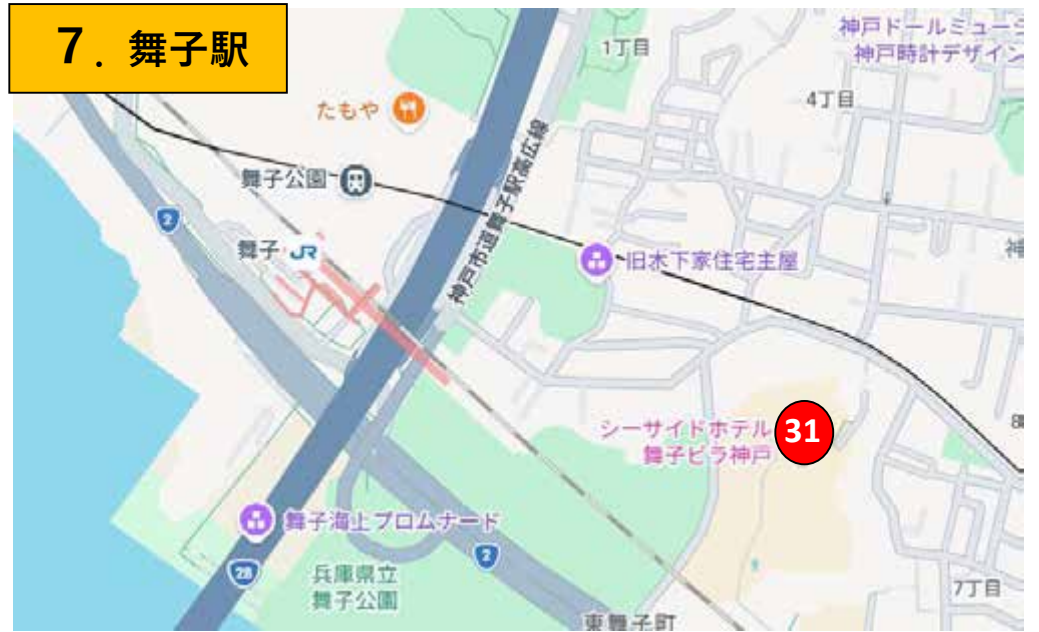 7. 舞子駅
神戸ドールミュー
神戸時計デザイン
1丁目
4丁目
たもや
神戸市道舞子駅高広線
舞子公園
2
舞子 JR
旧木下家住宅主屋
神
シーサイドホテル
舞子ビラ神戸
31
8
舞子海上プロムナード
2
28
兵庫県立
舞子公園
7丁目
東舞子町